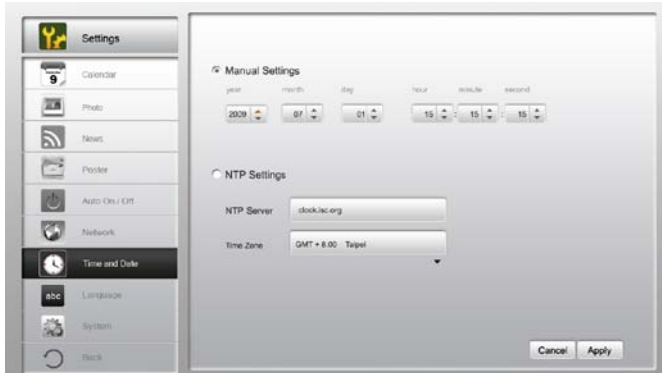 Settings
9
Calendar
Photo
News
Poster
Auto On / Off
Network
Time and Date
abc
Language
System
Back
Manual Settings
year month day hour minute second
2009 07 01 15 : 15 : 15
NTP Settings
NTP Server clock.isc.org
Time Zone GMT + 8.00 Taipei
Cancel Apply